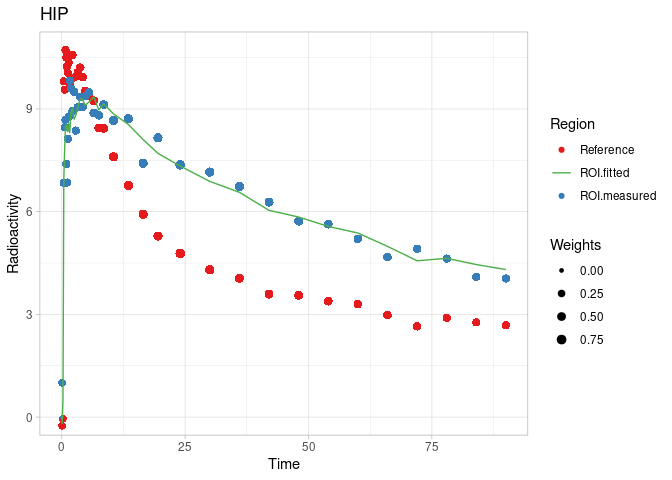 HIP
Radioactivity
9
6
3
0
0
25
50
75
Time
Region
Reference
ROI.fitted
ROI.measured
Weights
0.00
0.25
0.50
0.75